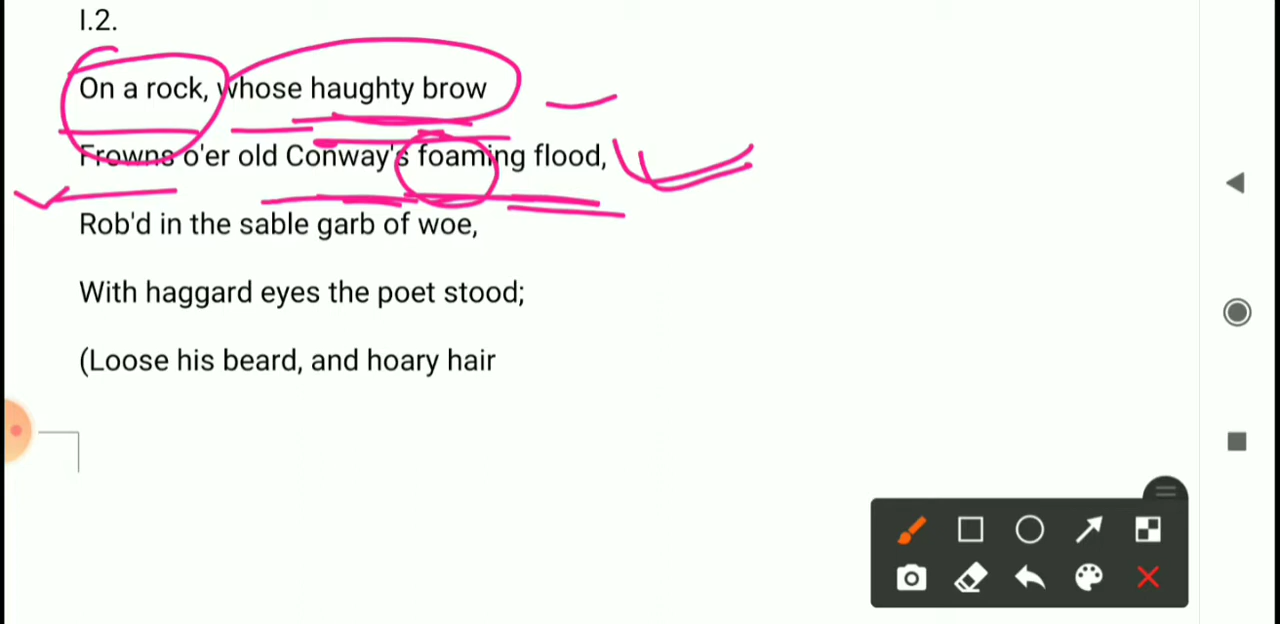 I.2.
On a rock, whose haughty brow
Frowns o'er old Conway's foaming flood,
Rob'd in the sable garb of woe,
With haggard eyes the poet stood;
(Loose his beard, and hoary hair